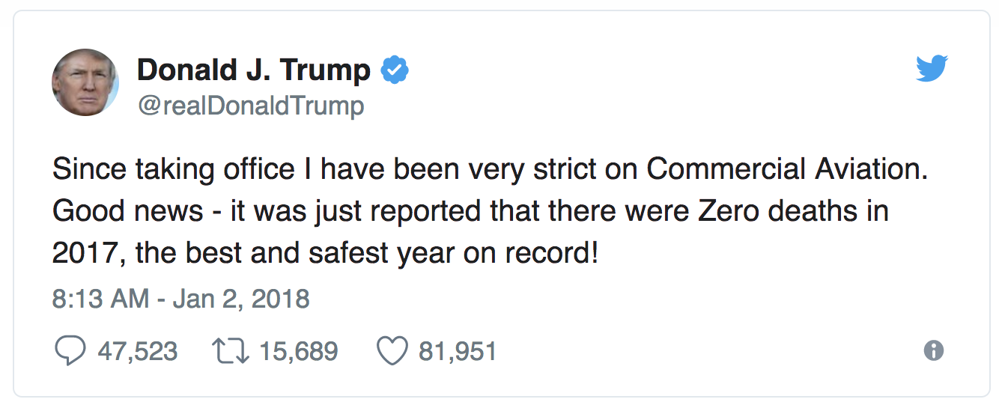 Donald J. Trump
@realDonaldTrump
Since taking office I have been very strict on Commercial Aviation.
Good news - it was just reported that there were Zero deaths in
2017, the best and safest year on record!
8:13 AM - Jan 2, 2018
47,523 15,689 81,951